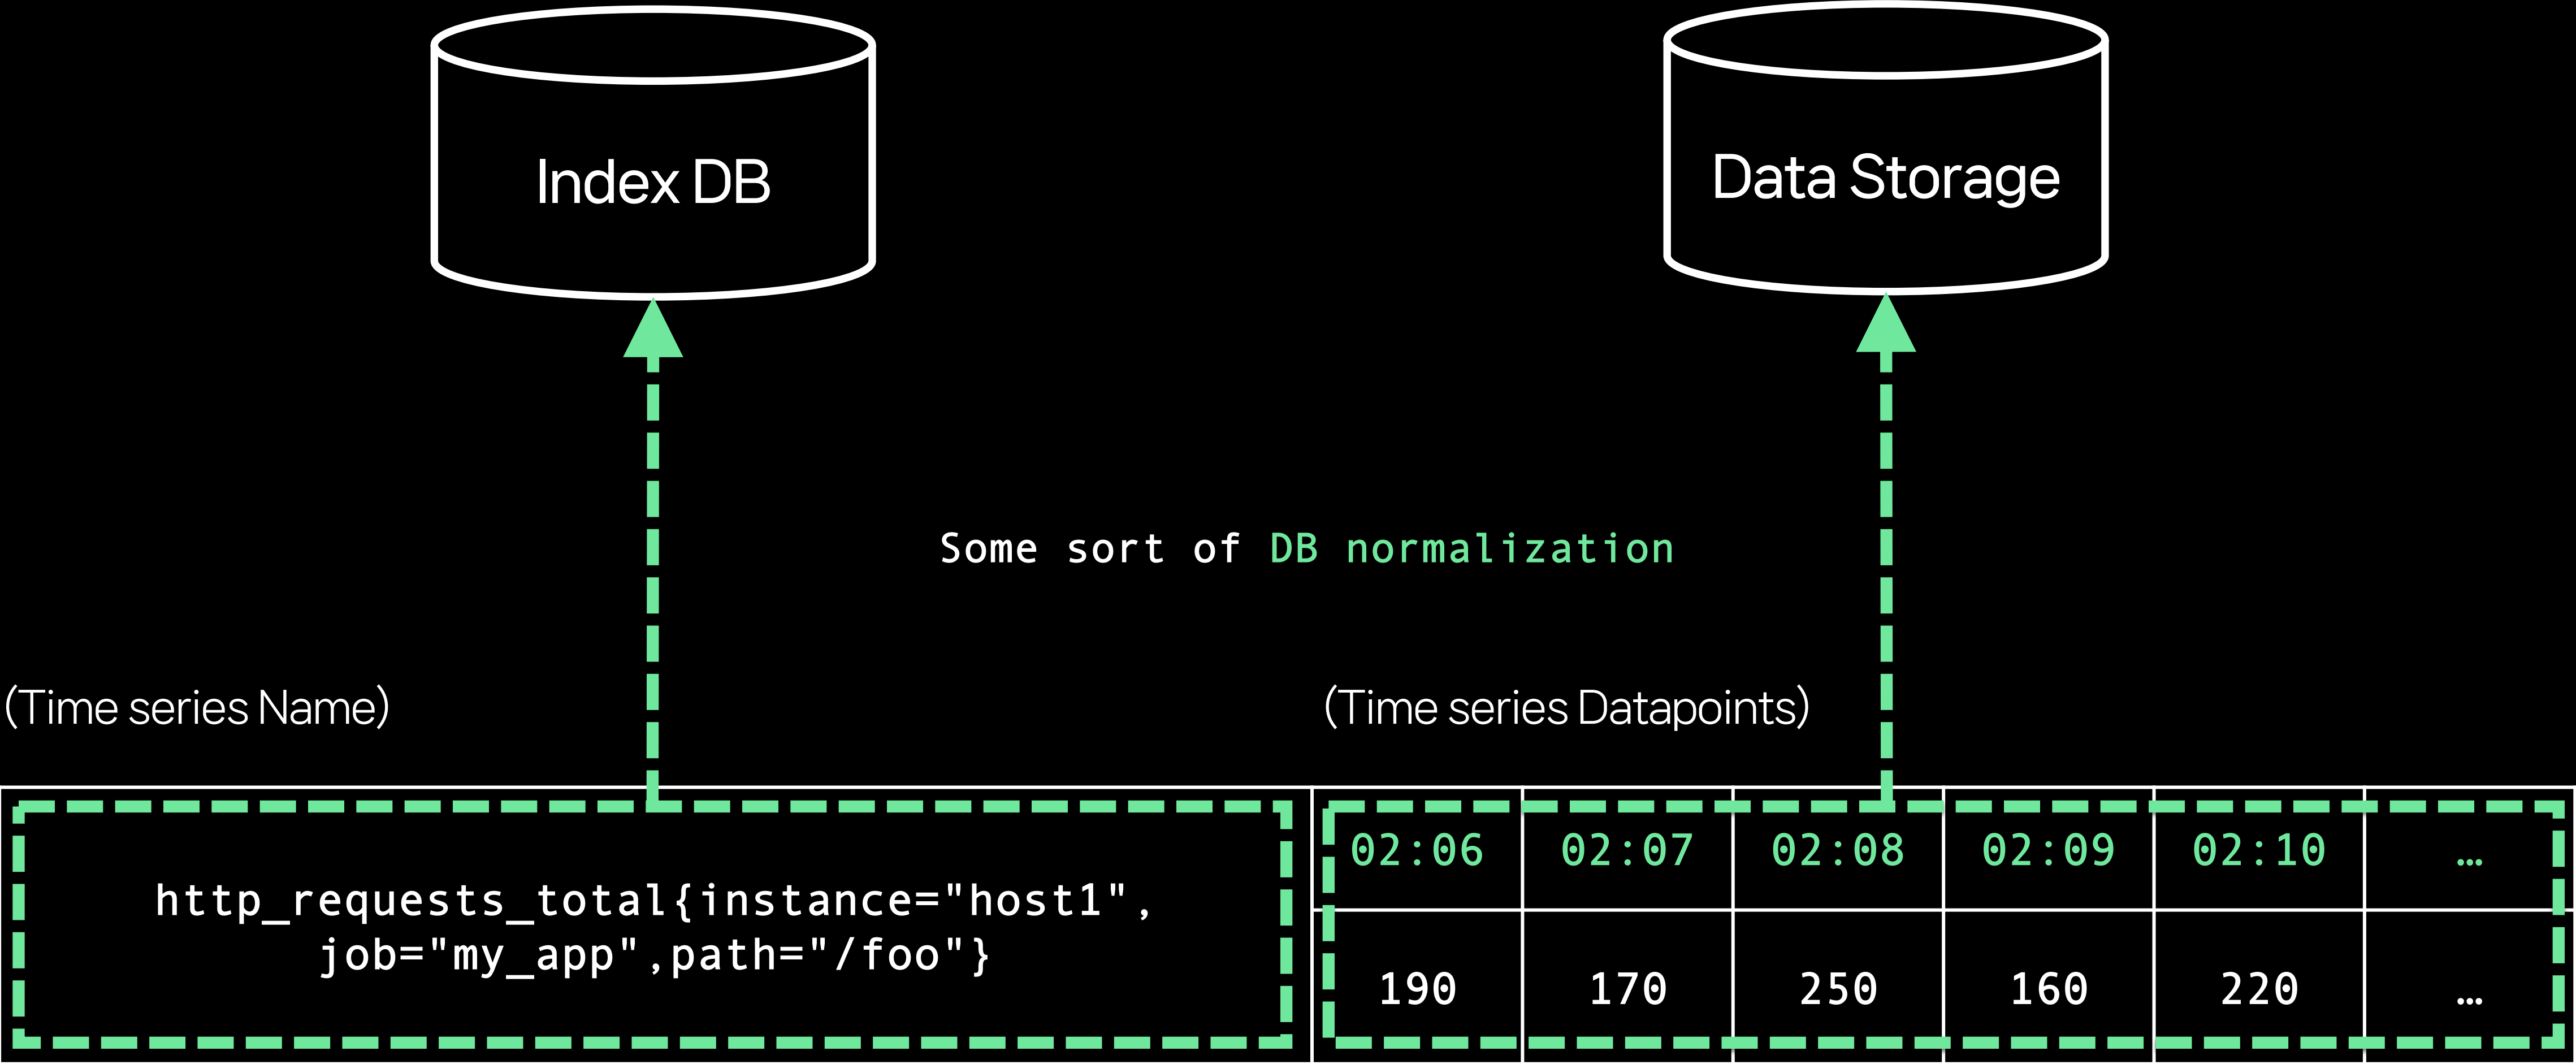 Index DB
Data Storage
Some sort of DB normalization
(Time series Name)
(Time series Datapoints)
http_requests_total{instance="host1",
job="my_app",path="/foo"}
02:06 02:07 02:08 02:09 02:10 …
190 170 250 160 220 …